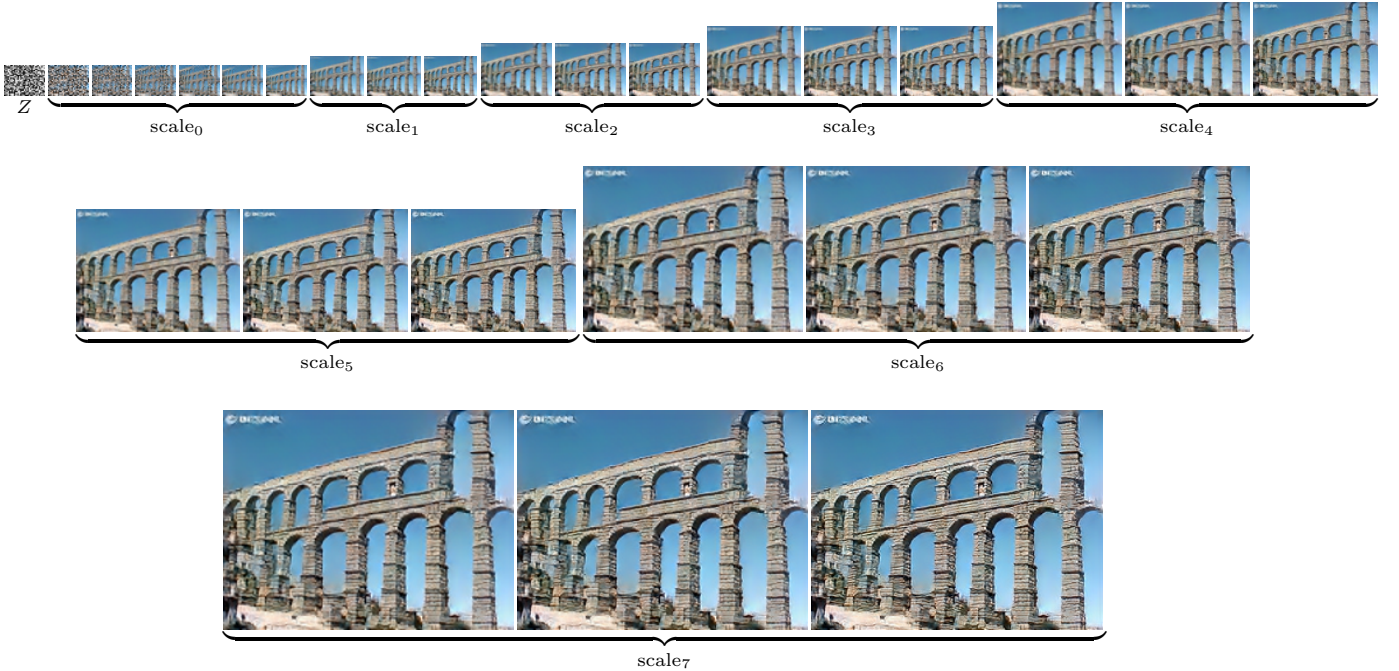 Z
scale₀
scale₁
scale₂
scale₃
scale₄
scale₅
scale₆
scale₇